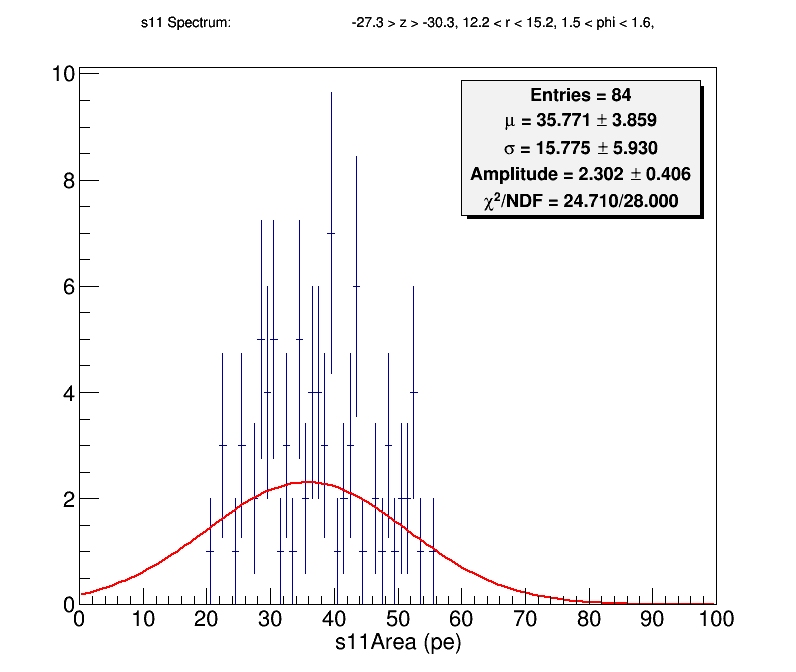 s11 Spectrum: -27.3 > z > -30.3, 12.2 < r < 15.2, 1.5 < phi < 1.6,
Entries = 84
μ = 35.771 ± 3.859
σ = 15.775 ± 5.930
Amplitude = 2.302 ± 0.406
χ²/NDF = 24.710/28.000
10
8
6
4
2
0
0 10 20 30 40 50 60 70 80 90 100
s11Area (pe)